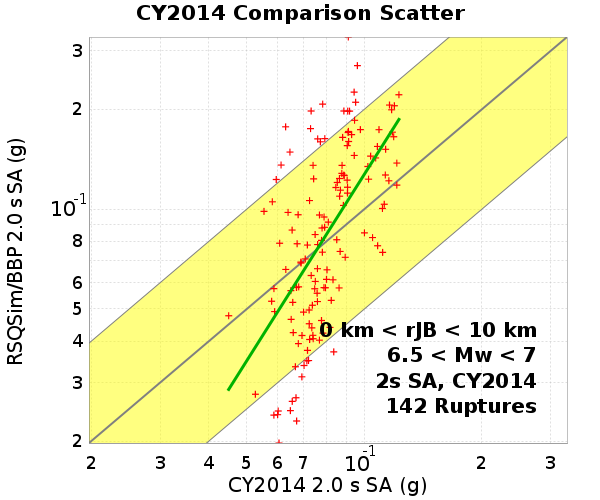 CY2014 Comparison Scatter
RSQSim/BBP 2.0 s SA (g)
3
2
10⁻¹
8
6
5
4
3
2
0 km < rJB < 10 km
6.5 < Mw < 7
2s SA, CY2014
142 Ruptures
2 3 4 5 6 7 10⁻¹ 2 3
CY2014 2.0 s SA (g)